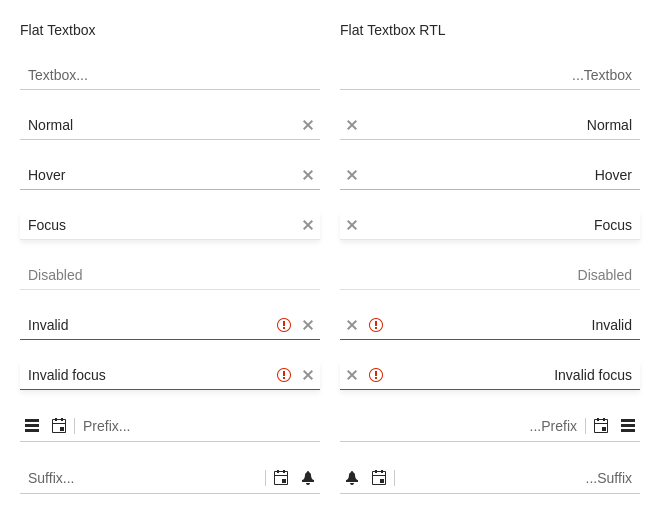 Flat Textbox
Textbox...
Normal
Hover
Focus
Disabled
Invalid
Invalid focus
Prefix...
Suffix...
Flat Textbox RTL
...Textbox
Normal
Hover
Focus
Disabled
Invalid
Invalid focus
...Prefix
...Suffix